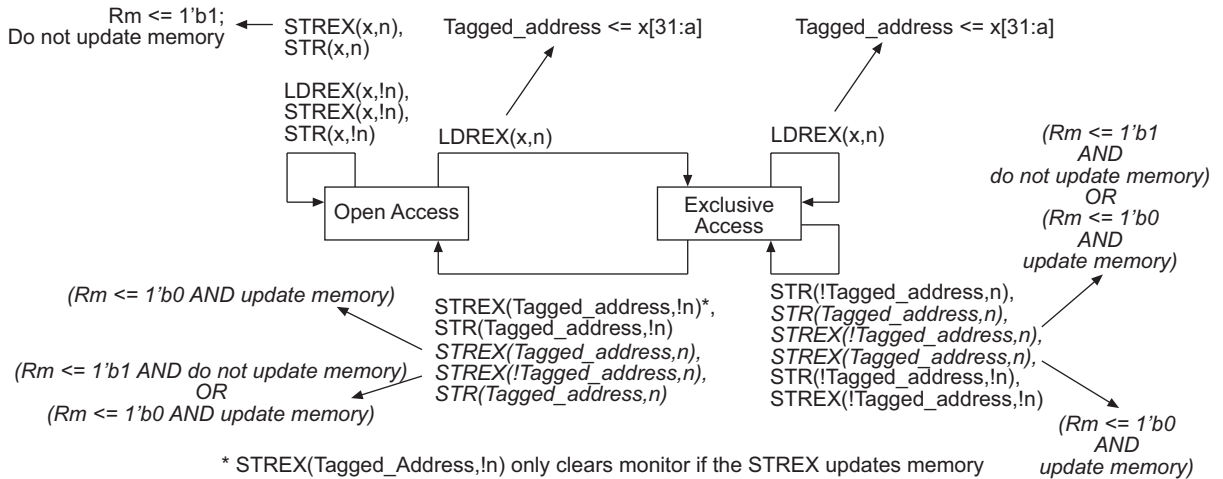 Rm <= 1'b1;
Do not update memory
STREX(x,n),
STR(x,n)
Tagged_address <= x[31:a]
Tagged_address <= x[31:a]
LDREX(x,!n),
STREX(x,!n),
STR(x,!n)
LDREX(x,n)
LDREX(x,n)
(Rm <= 1'b1
AND
do not update memory)
OR
(Rm <= 1'b0
AND
update memory)
Open Access
Exclusive
Access
(Rm <= 1'b0 AND update memory)
STREX(Tagged_address,!n)*,
STR(Tagged_address,!n)
STREX(Tagged_address,n),
STREX(!Tagged_address,n),
STR(Tagged_address,n)
STR(!Tagged_address,n),
STR(Tagged_address,n),
STREX(!Tagged_address,n),
STREX(Tagged_address,n),
STR(!Tagged_address,!n),
STREX(!Tagged_address,!n)
(Rm <= 1'b1 AND do not update memory)
OR
(Rm <= 1'b0 AND update memory)
(Rm <= 1'b0
AND
update memory)
* STREX(Tagged_Address,!n) only clears monitor if the STREX updates memory